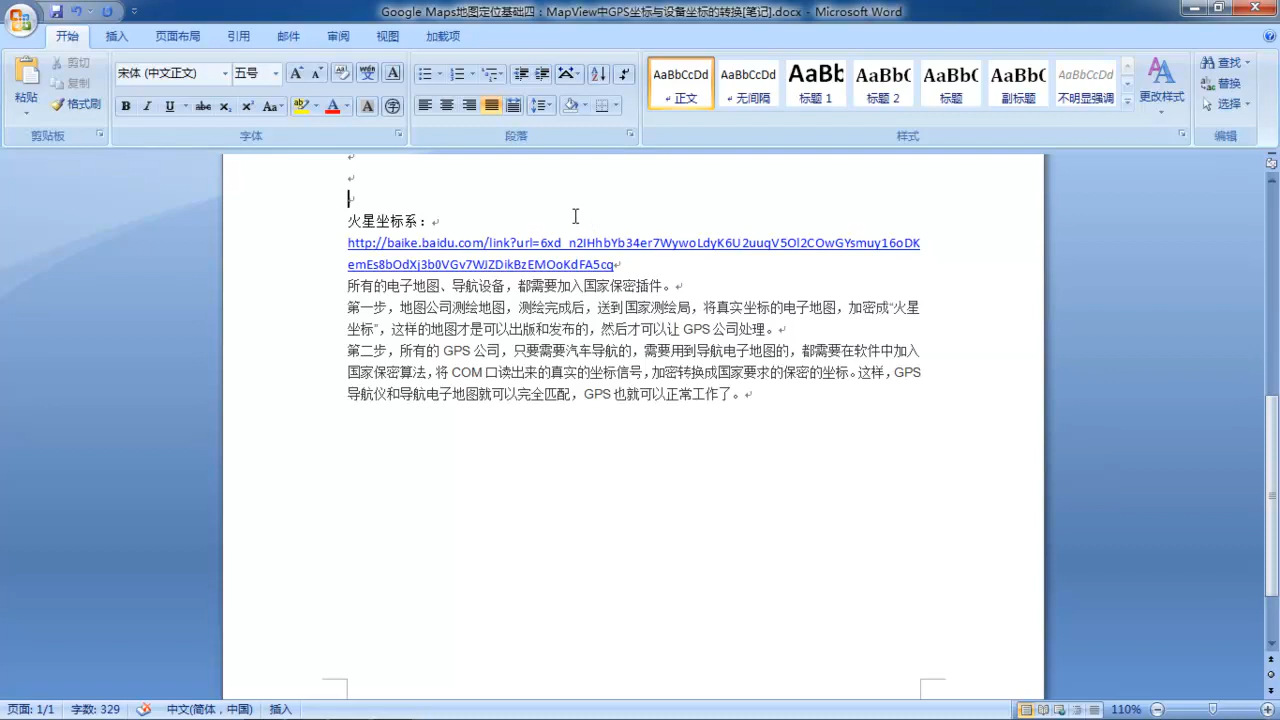 Google Map地图定位基础四：MapView中GPS坐标与设备坐标的转换[笔记].docx - Microsoft Word
开始 插入 页面布局 引用 邮件 审阅 视图 加载项
粘贴 剪切 复制 格式刷
宋体 (中文正文) 五号
AaBbCcDd AaBbCcDd AaBb AaBbC AaBbC AaBbC AaBbCcDd
正文 无间隔 标题 1 标题 2 标题 副标题 不明显强调
更改样式
查找 替换 选择
剪贴板 字体 段落 样式 编辑
火星坐标系：
所有的电子地图、导航设备，都需要加入国家保密插件。
第一步，地图公司测绘地图，测绘完成后，送到国家测绘局，将真实坐标的电子地图，加密成“火星
坐标”，这样的地图才是可以出版和发布的，然后才可以让 GPS 公司处理。
第二步，所有的 GPS 公司，只要需要汽车导航的，需要用到导航电子地图的，都需要在软件中加入
国家保密算法，将 COM 口读出来的真实的坐标信号，加密转换成国家要求的保密的坐标。这样，GPS
导航仪和导航电子地图就可以完全匹配，GPS 也就可以正常工作了。
页面: 1/1 字数: 329 中文(简体，中国) 插入 110%